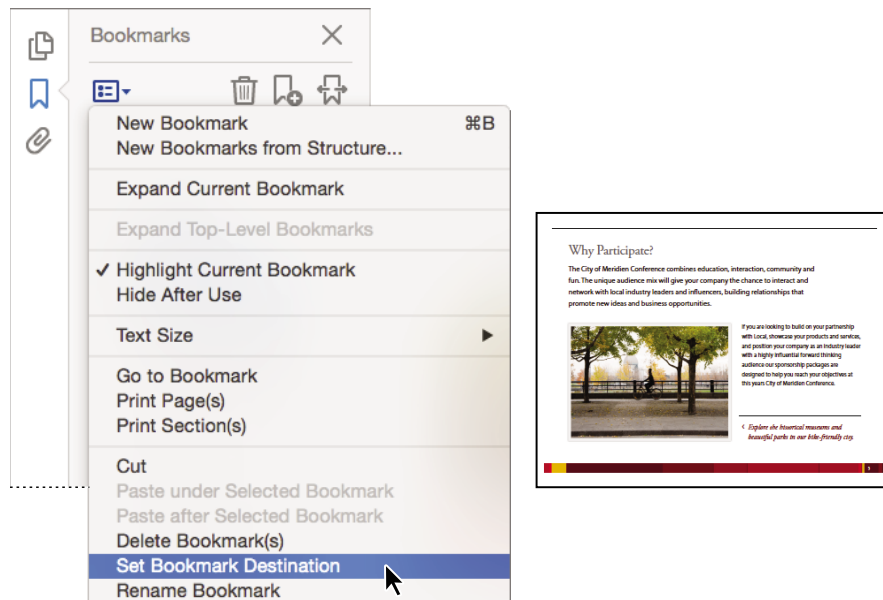 Bookmarks
New Bookmark ⌘B
New Bookmarks from Structure...
Expand Current Bookmark
Expand Top-Level Bookmarks
✓ Highlight Current Bookmark
Hide After Use
Text Size
Go to Bookmark
Print Page(s)
Print Section(s)
Cut
Paste under Selected Bookmark
Paste after Selected Bookmark
Delete Bookmark(s)
Set Bookmark Destination
Rename Bookmark
Why Participate?
The City of Meridien Conference combines education, interaction, community and
fun. The unique audience mix will give your company the chance to interact and
network with local industry leaders and influencers, building relationships that
promote new ideas and business opportunities.
If you are looking to build on your partnership
with Local, showcase your products and services,
and position your company as an industry leader
with a highly influential forward thinking
audience our sponsorship packages are
designed to help you reach your objectives at
this years City of Meridien Conference.
‹ Explore the historical museums and
beautiful parks in our bike-friendly city.